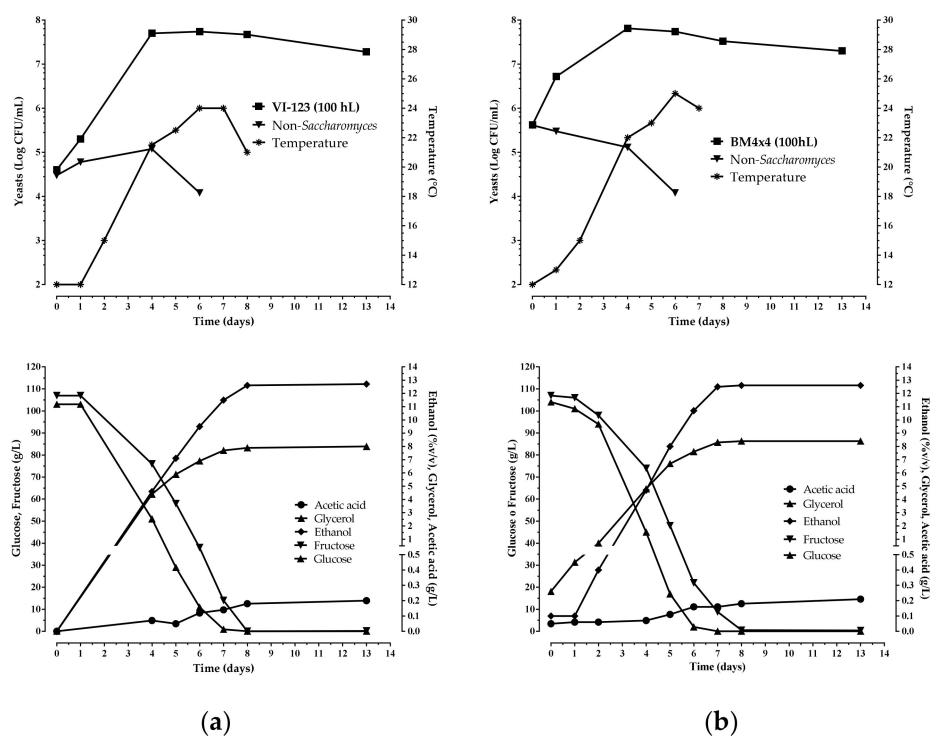 8
7
6
5
4
3
2
Yeasts (Log CFU/mL)
30
28
26
24
22
20
18
16
14
12
Temperature (°C)
VI-123 (100 hL)
Non-Saccharomyces
Temperature
0 1 2 3 4 5 6 7 8 9 10 11 12 13 14
Time (days)
8
7
6
5
4
3
2
Yeasts (Log CFU/mL)
30
28
26
24
22
20
18
16
14
12
Temperature (°C)
BM4x4 (100hL)
Non-Saccharomyces
Temperature
0 1 2 3 4 5 6 7 8 9 10 11 12 13 14
Time (days)
120
110
100
90
80
70
60
50
40
30
20
10
0
Glucose, Fructose (g/L)
14
13
12
11
10
9
8
7
6
5
4
3
2
1
0.5
0.4
0.3
0.2
0.1
0.0
Ethanol (%v/v), Glycerol, Acetic acid (g/L)
Acetic acid
Glycerol
Ethanol
Fructose
Glucose
0 1 2 3 4 5 6 7 8 9 10 11 12 13 14
Time (days)
120
110
100
90
80
70
60
50
40
30
20
10
0
Glucose o Fructose (g/L)
14
13
12
11
10
9
8
7
6
5
4
3
2
1
0.5
0.4
0.3
0.2
0.1
0.0
Ethanol (%v/v), Glycerol, Acetic acid (g/L)
Acetic acid
Glycerol
Ethanol
Fructose
Glucose
0 1 2 3 4 5 6 7 8 9 10 11 12 13 14
Time (days)
(a)
(b)